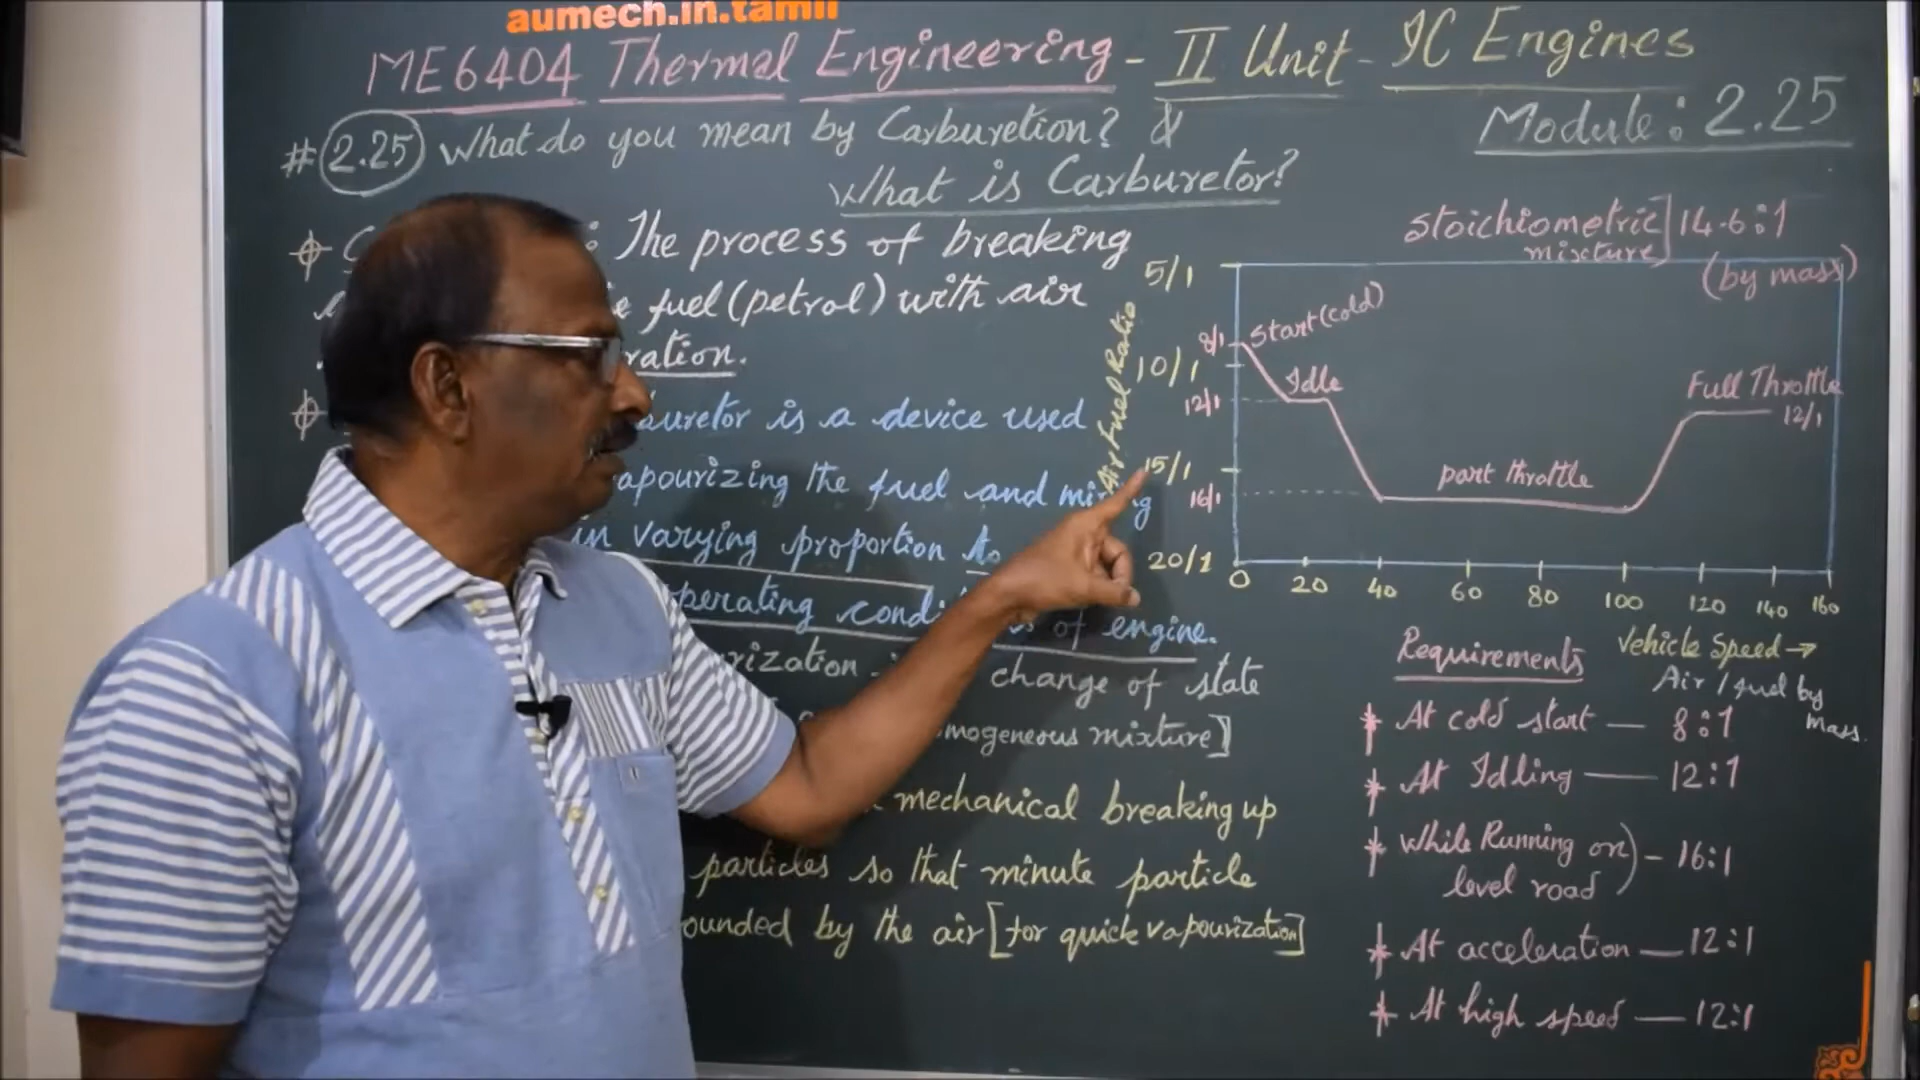 aumech.in.tamil
ME6404 Thermal Engineering - II Unit - IC Engines
Module: 2.25
# 2.25 What do you mean by Carburetion? &
What is Carburetor?
: The process of breaking
fuel (petrol) with air
ration.
uretor is a device used
apourizing the fuel and
in varying proportion to
perating of engine.
rization change of state
mogeneous mixture]
mechanical breaking up
particles so that minute particle
ounded by the air [for quick vapourization]
Stoichiometric mixture] 14.6:1
(by mass)
Air Fuel Ratio
5/1
8/1
10/1
12/1
15/1
16/1
20/1
Start (cold)
Idle
part throttle
Full Throttle
12/1
0 20 40 60 80 100 120 140 160
Vehicle Speed →
Requirements
Air / fuel by mass.
* At cold start — 8:1
* At Idling — 12:1
* While Running on level road) - 16:1
* At acceleration — 12:1
* At high speed — 12:1